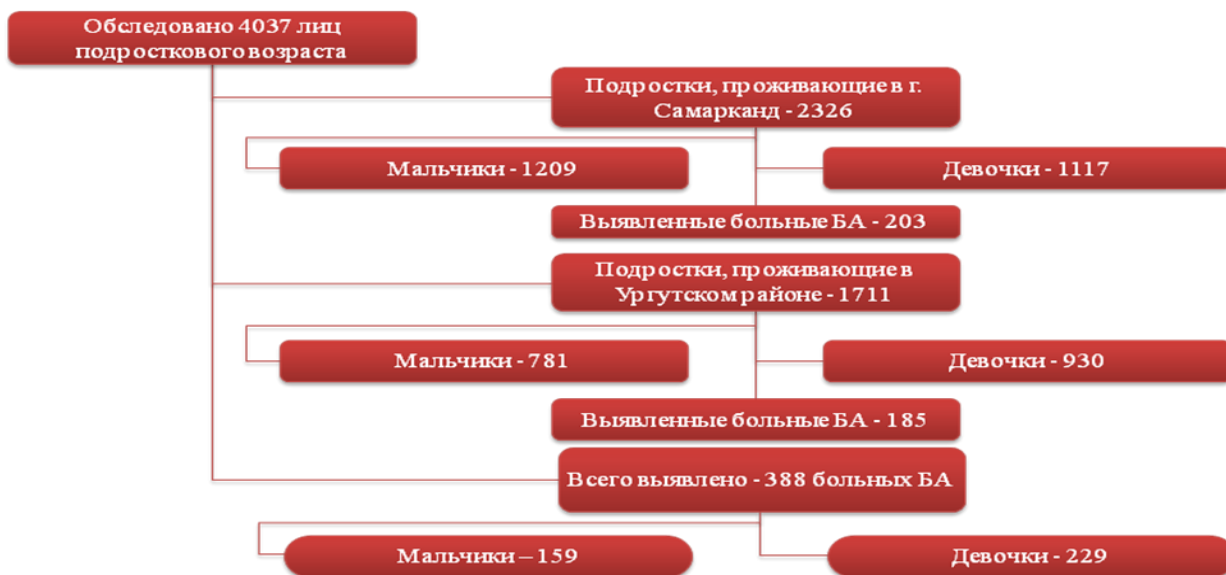 Обследовано 4037 лиц
подросткового возраста
Подростки, проживающие в г.
Самарканд - 2326
Мальчики - 1209
Девочки - 1117
Выявленные больные БА - 203
Подростки, проживающие в
Ургутском районе - 1711
Мальчики - 781
Девочки - 930
Выявленные больные БА - 185
Всего выявлено - 388 больных БА
Мальчики – 159
Девочки - 229